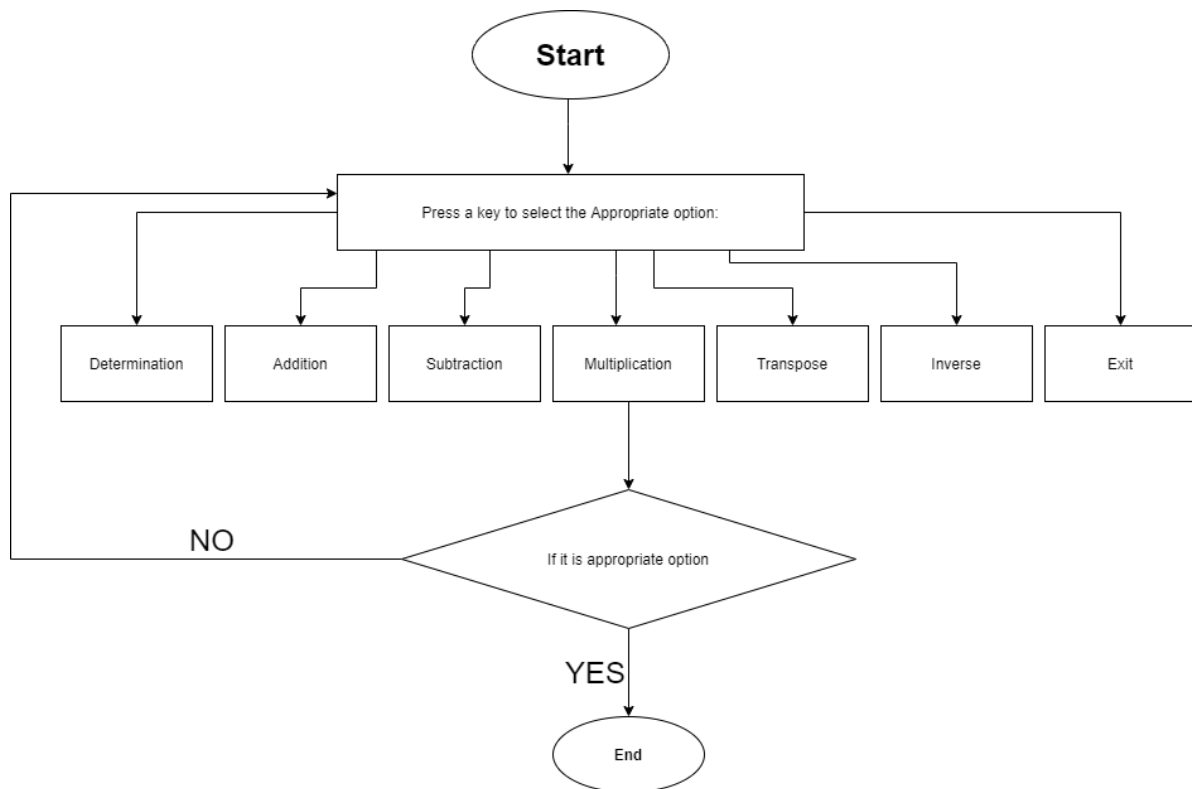 Start
Press a key to select the Appropriate option:
Determination
Addition
Subtraction
Multiplication
Transpose
Inverse
Exit
If it is appropriate option
NO
YES
End